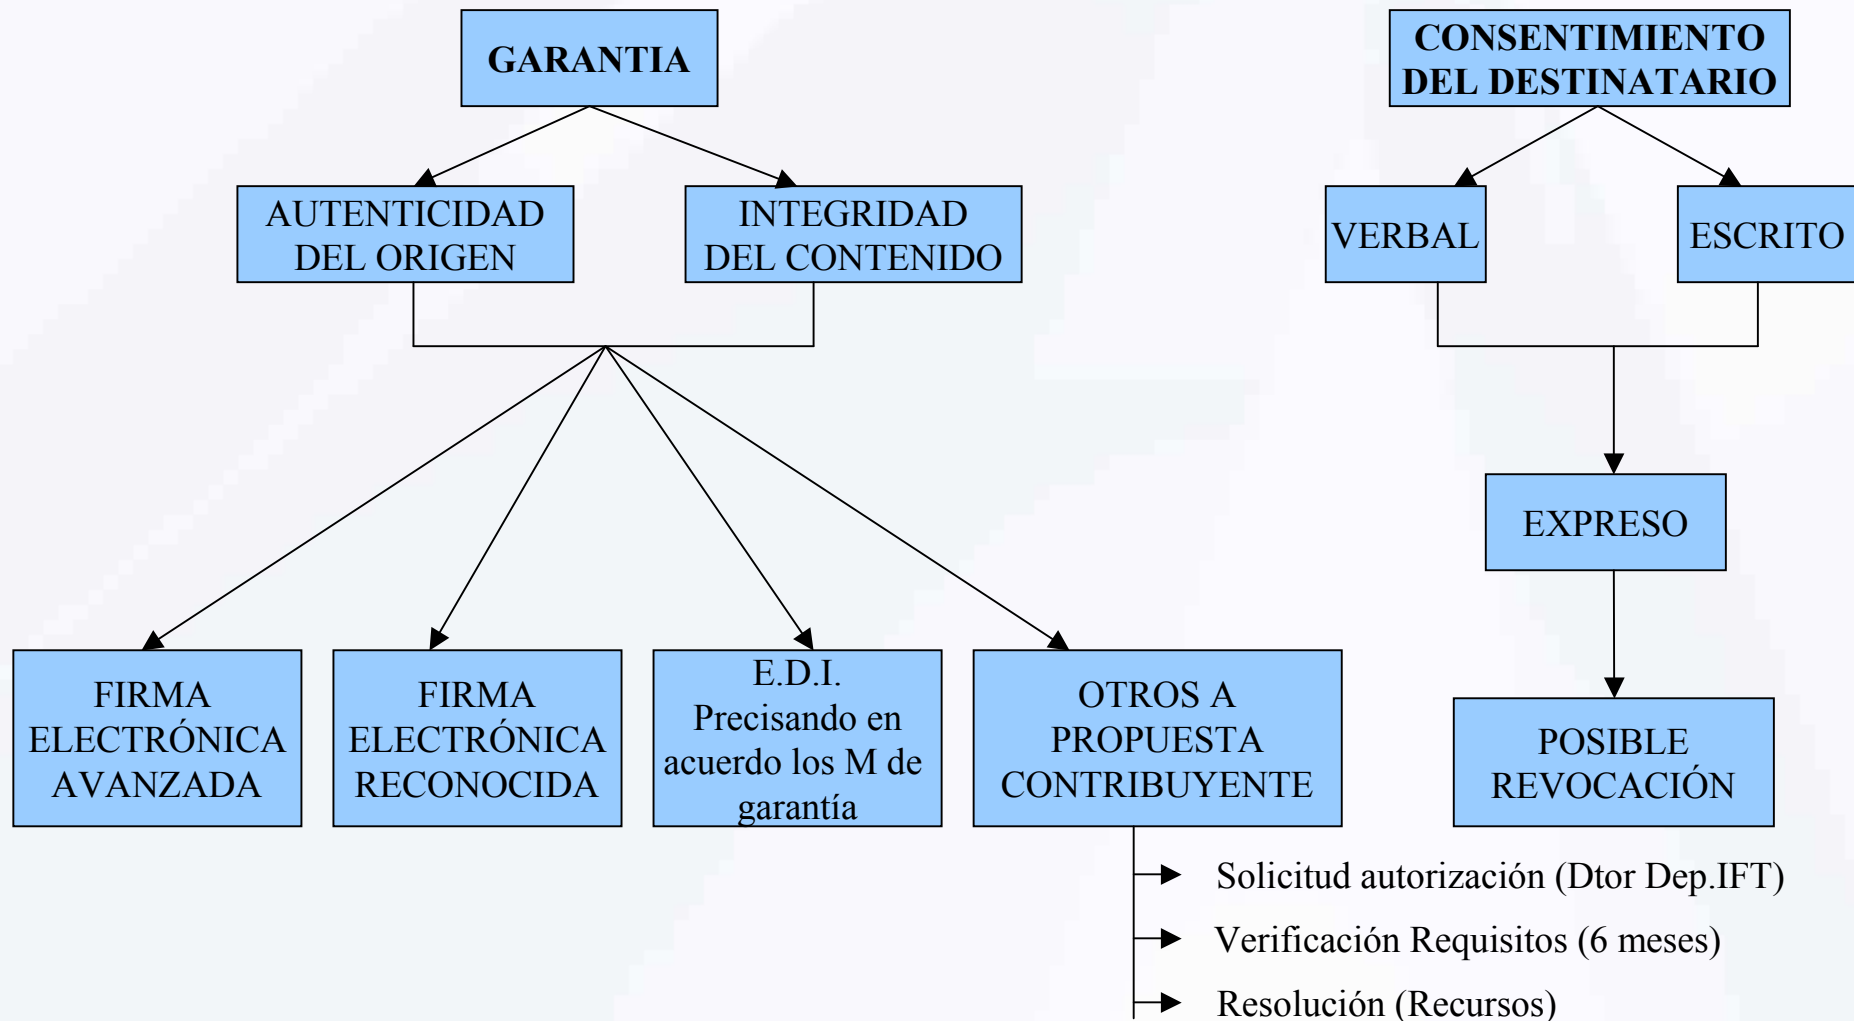 GARANTIA
CONSENTIMIENTO
DEL DESTINATARIO
AUTENTICIDAD
DEL ORIGEN
INTEGRIDAD
DEL CONTENIDO
VERBAL
ESCRITO
EXPRESO
FIRMA
ELECTRÓNICA
AVANZADA
FIRMA
ELECTRÓNICA
RECONOCIDA
E.D.I.
Precisando en
acuerdo los M de
garantía
OTROS A
PROPUESTA
CONTRIBUYENTE
POSIBLE
REVOCACIÓN
Solicitud autorización (Dtor Dep.IFT)
Verificación Requisitos (6 meses)
Resolución (Recursos)